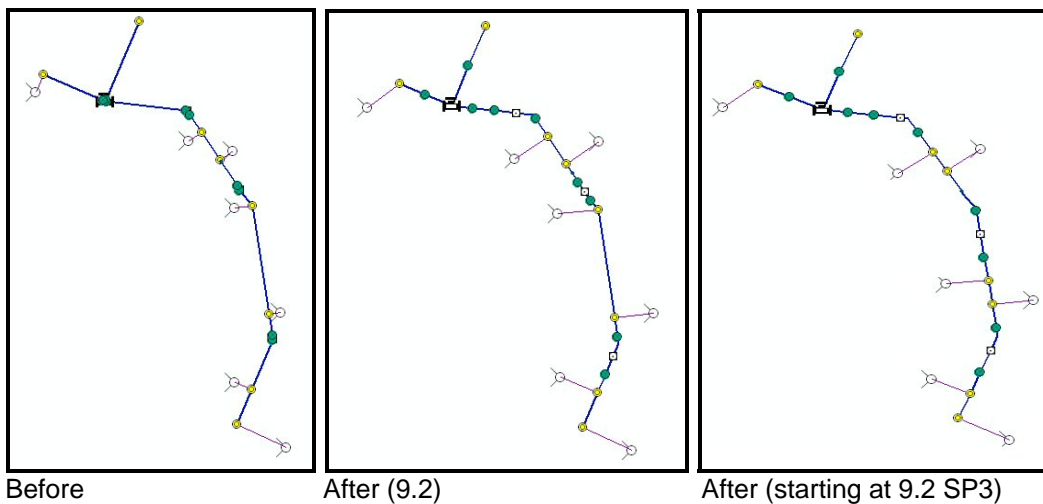 Before
After (9.2)
After (starting at 9.2 SP3)